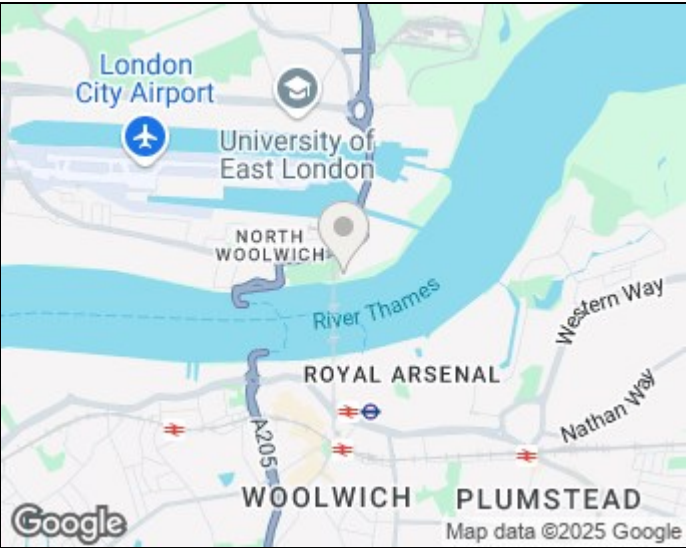 London
City Airport
University of
East London
NORTH
WOOLWICH
River Thames
Western Way
ROYAL ARSENAL
Nathan Way
A205
WOOLWICH
PLUMSTEAD
Google
Map data ©2025 Google